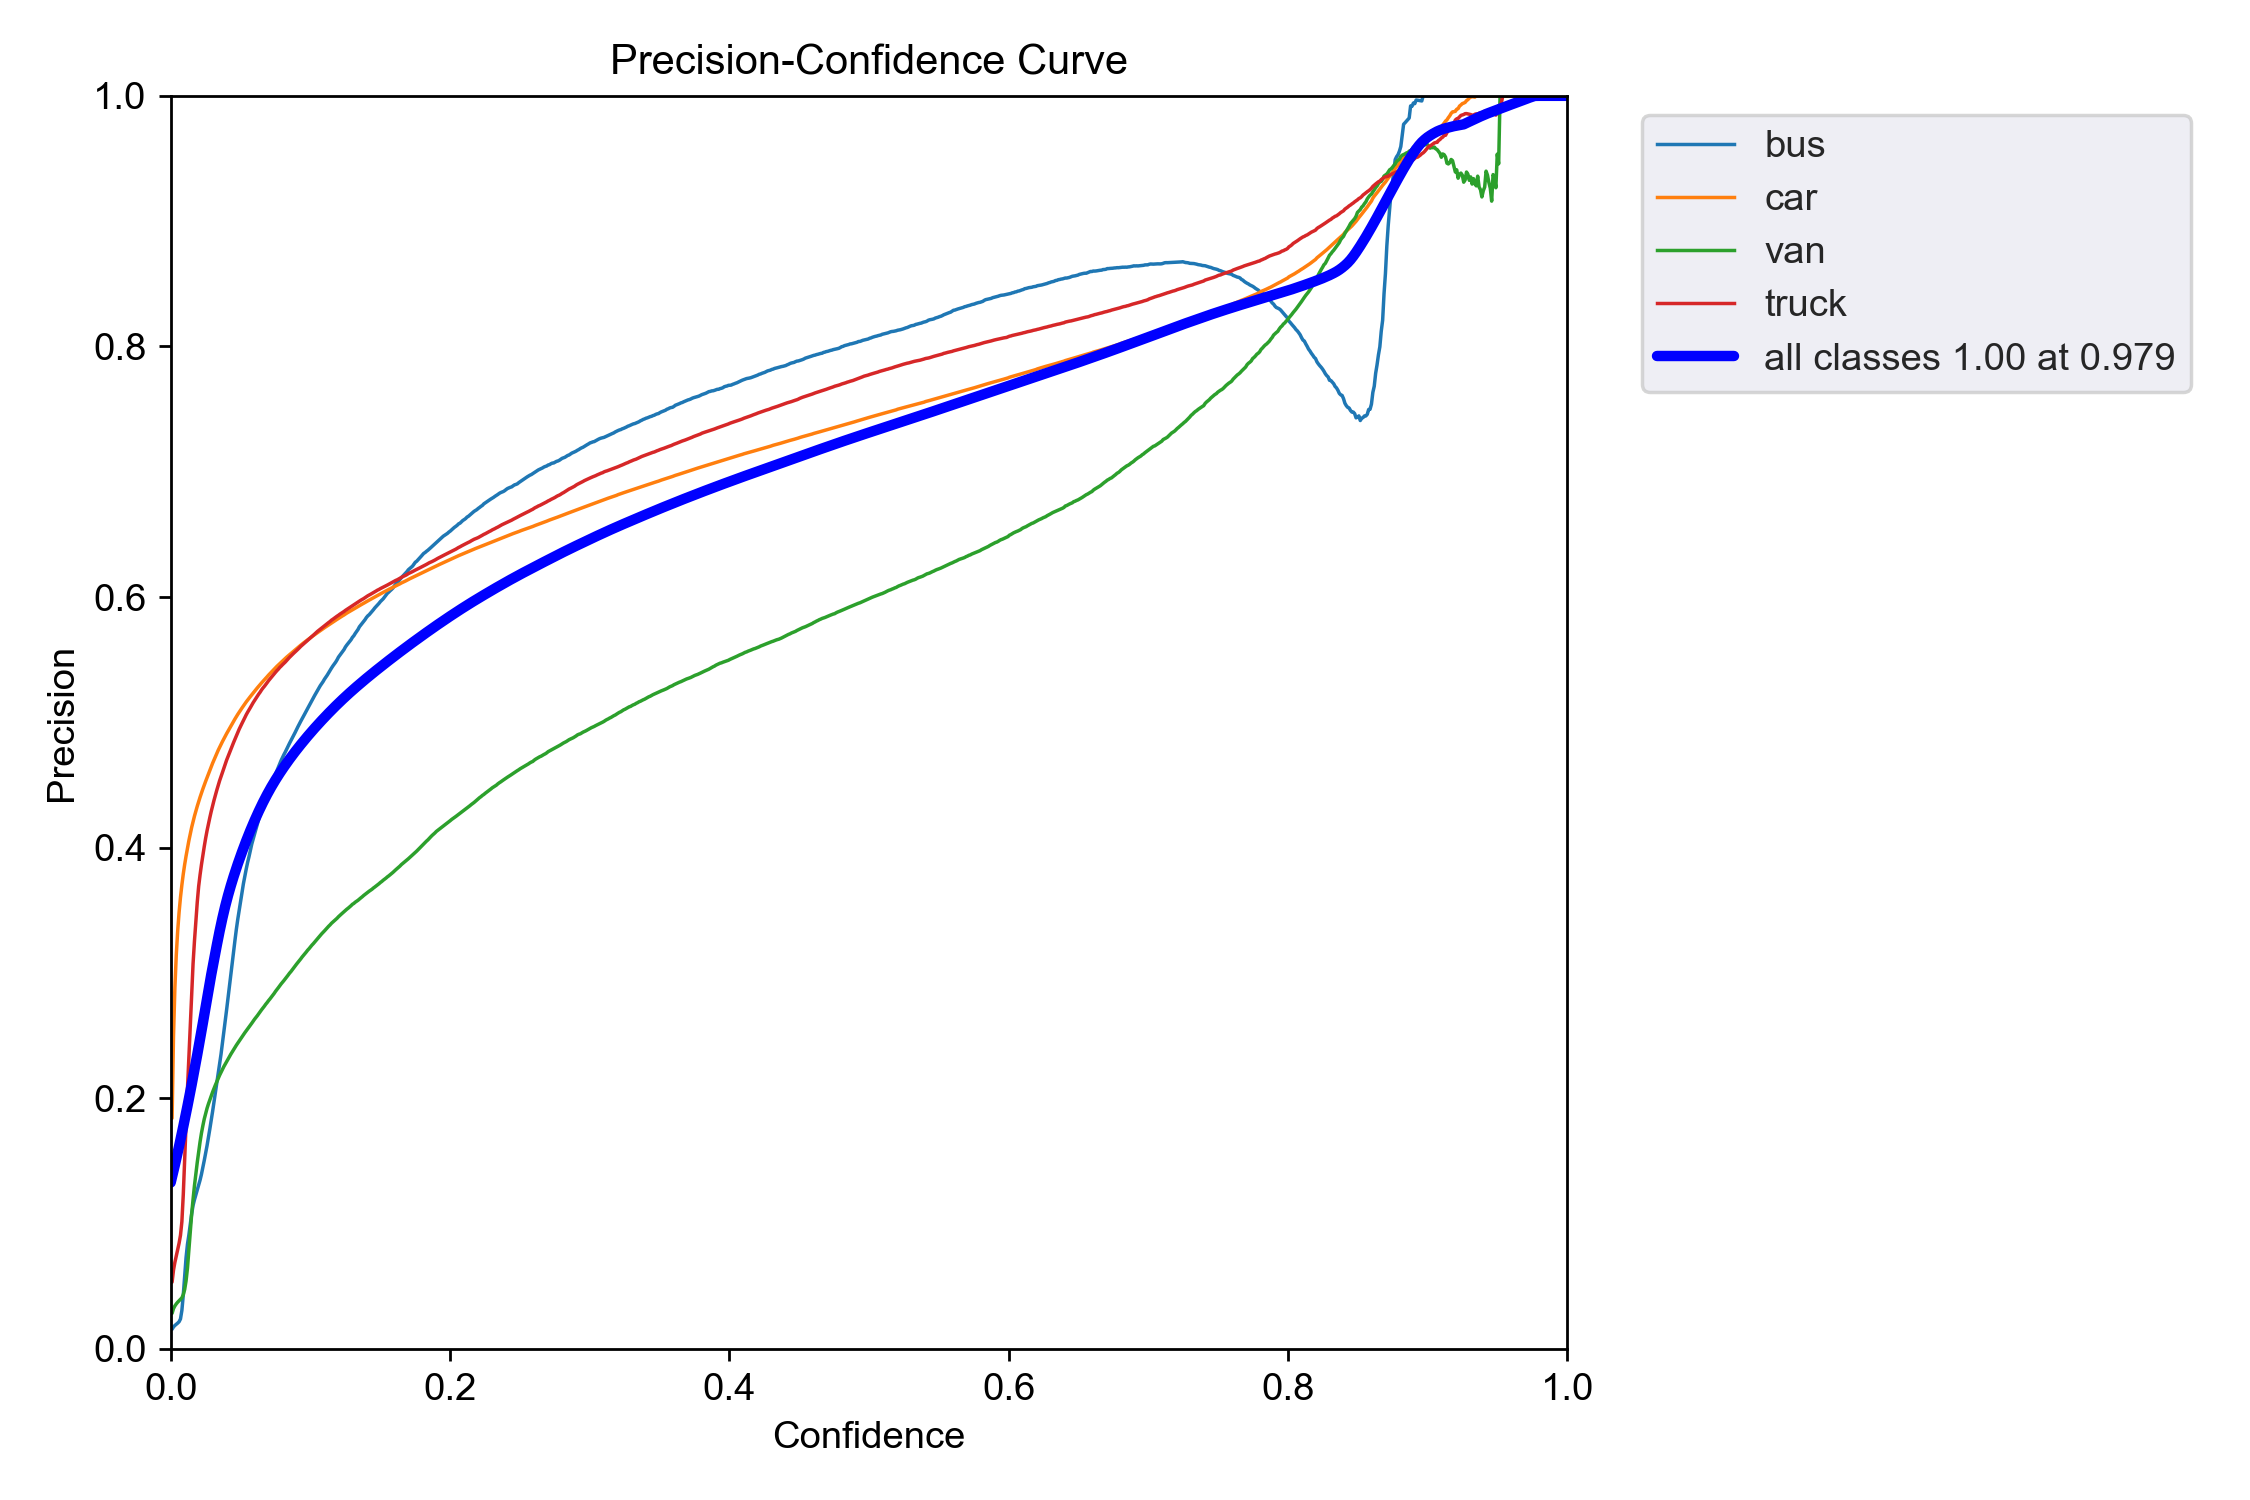 Precision-Confidence Curve
1.0
0.8
0.6
0.4
0.2
0.0
Precision
0.0 0.2 0.4 0.6 0.8 1.0
Confidence
bus
car
van
truck
all classes 1.00 at 0.979